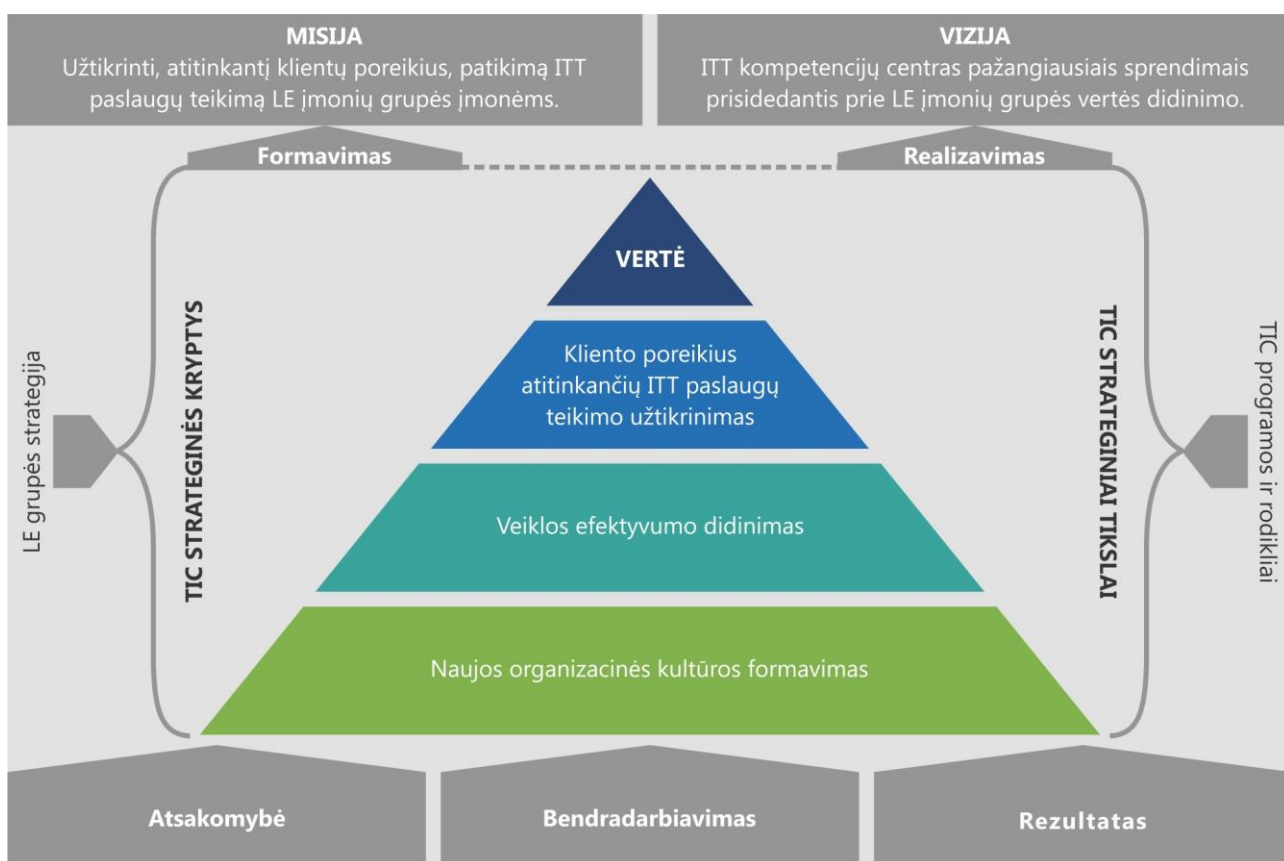 MISIJA
Užtikrinti, atitinkantį klientų poreikius, patikimą ITT
paslaugų teikimą LE įmonių grupės įmonėms.
VIZIJA
ITT kompetencijų centras pažangiausiais sprendimais
prisidedantis prie LE įmonių grupės vertės didinimo.
Formavimas
Realizavimas
LE grupės strategija
TIC STRATEGINĖS KRYPTYS
VERTĖ
Kliento poreikius
atitinkančių ITT paslaugų
teikimo užtikrinimas
Veiklos efektyvumo didinimas
Naujos organizacinės kultūros formavimas
TIC STRATEGINIAI TIKSLAI
TIC programos ir rodikliai
Atsakomybė
Bendradarbiavimas
Rezultatas